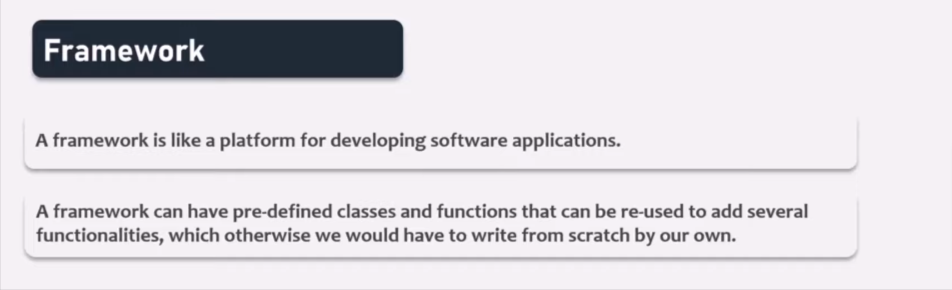 Framework
A framework is like a platform for developing software applications.
A framework can have pre-defined classes and functions that can be re-used to add several
functionalities, which otherwise we would have to write from scratch by our own.